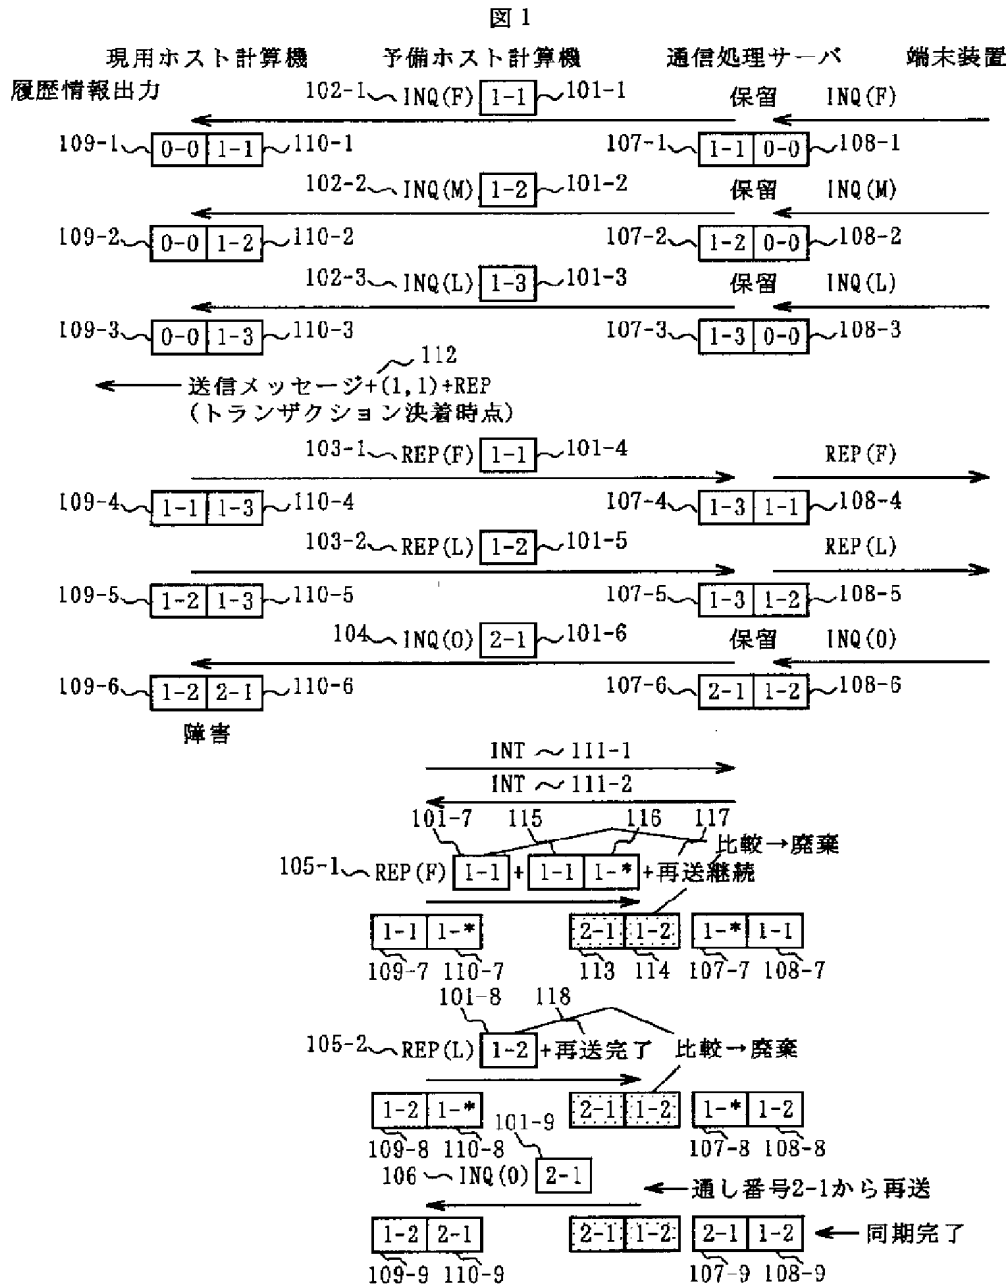 図1
現用ホスト計算機 予備ホスト計算機 通信処理サーバ 端末装置
履歴情報出力
102-1 INQ(F) 1-1 101-1 保留 INQ(F)
109-1 0-0 1-1 110-1 107-1 1-1 0-0 108-1
102-2 INQ(M) 1-2 101-2 保留 INQ(M)
109-2 0-0 1-2 110-2 107-2 1-2 0-0 108-2
102-3 INQ(L) 1-3 101-3 保留 INQ(L)
109-3 0-0 1-3 110-3 107-3 1-3 0-0 108-3
112
送信メッセージ+(1,1)+REP
(トランザクション決着時点)
103-1 REP(F) 1-1 101-4 REP(F)
109-4 1-1 1-3 110-4 107-4 1-3 1-1 108-4
103-2 REP(L) 1-2 101-5 REP(L)
109-5 1-2 1-3 110-5 107-5 1-3 1-2 108-5
104 INQ(O) 2-1 101-6 保留 INQ(O)
109-6 1-2 2-1 110-6 107-6 2-1 1-2 108-6
障害
INT 111-1
INT 111-2
101-7 115 116 117
比較→廃棄
105-1 REP(F) 1-1 + 1-1 1-* +再送継続
1-1 1-* 2-1 1-2 1-* 1-1
109-7 110-7 113 114 107-7 108-7
101-8 118
105-2 REP(L) 1-2 +再送完了 比較→廃棄
1-2 1-* 2-1 1-2 1-* 1-2
109-8 110-8 101-9 107-8 108-8
106 INQ(O) 2-1 通し番号2-1から再送
1-2 2-1 2-1 1-2 2-1 1-2 同期完了
109-9 110-9 107-9 108-9